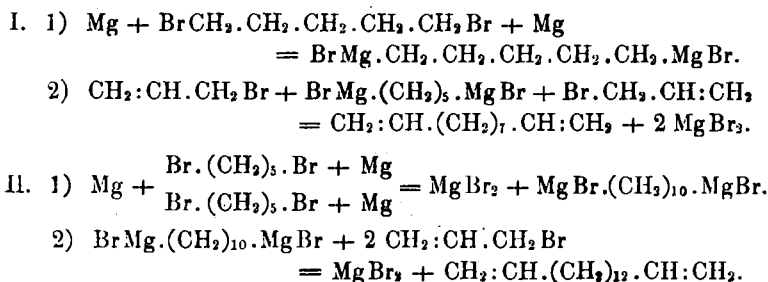 I. 1) Mg + BrCH₂.CH₂.CH₂.CH₂.CH₂Br + Mg
= BrMg.CH₂.CH₂.CH₂.CH₂.CH₂.MgBr.
2) CH₂:CH.CH₂Br + BrMg.(CH₂)₅.MgBr + Br.CH₂.CH:CH₂
= CH₂:CH.(CH₂)₇.CH:CH₂ + 2 MgBr₂.
II. 1) Mg + Br.(CH₂)₅.Br + Mg
Br.(CH₂)₅.Br + Mg = MgBr₂ + MgBr.(CH₂)₁₀.MgBr.
2) BrMg.(CH₂)₁₀.MgBr + 2 CH₂:CH.CH₂Br
= MgBr₂ + CH₂:CH.(CH₂)₁₂.CH:CH₂.